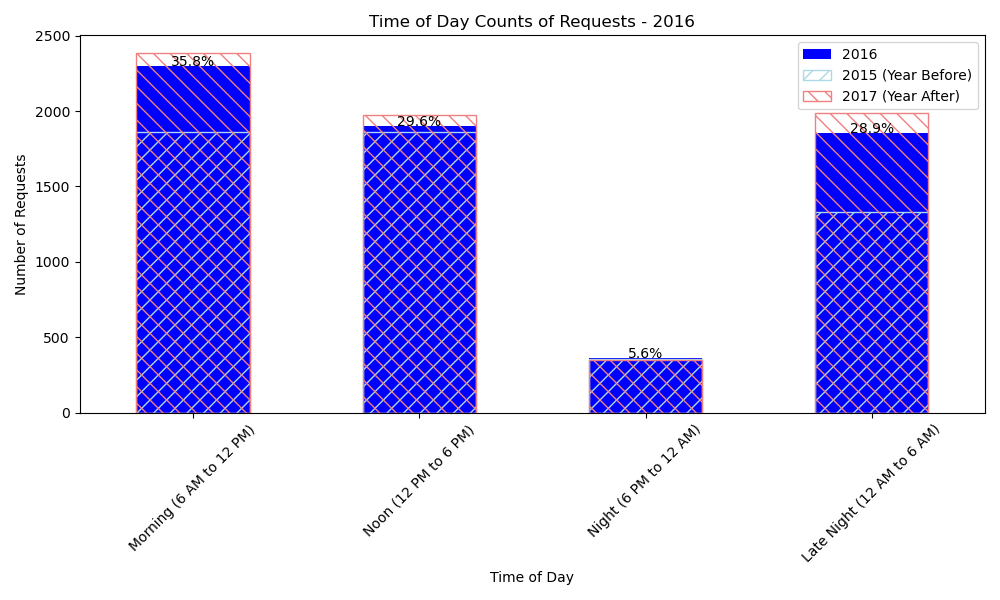 Time of Day Counts of Requests - 2016
2500
2000
1500
1000
500
0
Number of Requests
35.8%
29.6%
5.6%
28.9%
2016
2015 (Year Before)
2017 (Year After)
Morning (6 AM to 12 PM)
Noon (12 PM to 6 PM)
Night (6 PM to 12 AM)
Late Night (12 AM to 6 AM)
Time of Day